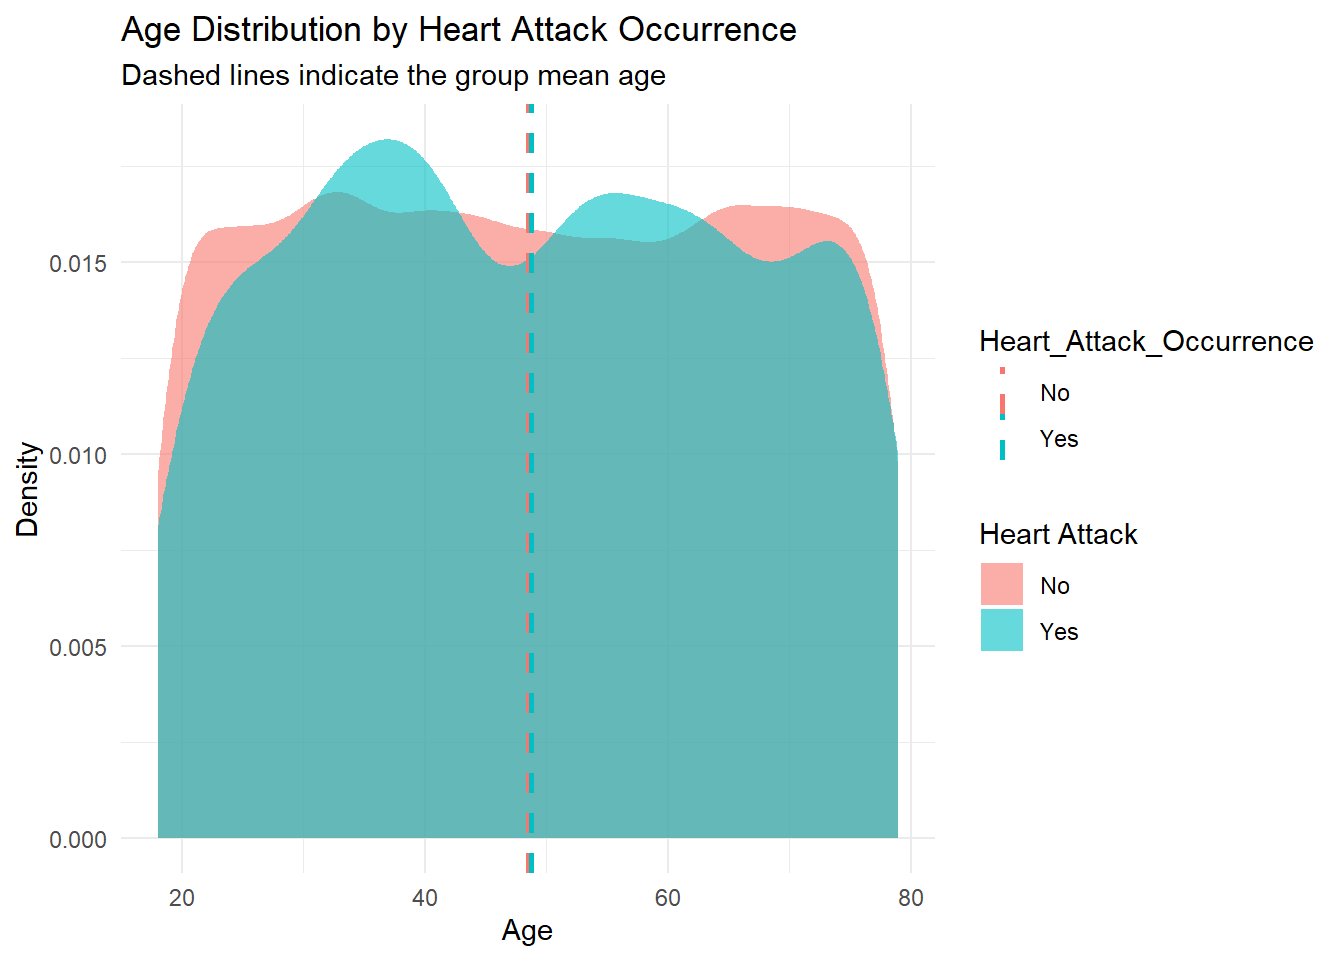 Age Distribution by Heart Attack Occurrence
Dashed lines indicate the group mean age
Density
0.015
0.010
0.005
0.000
20 40 60 80
Age
Heart_Attack_Occurrence
No
Yes
Heart Attack
No
Yes